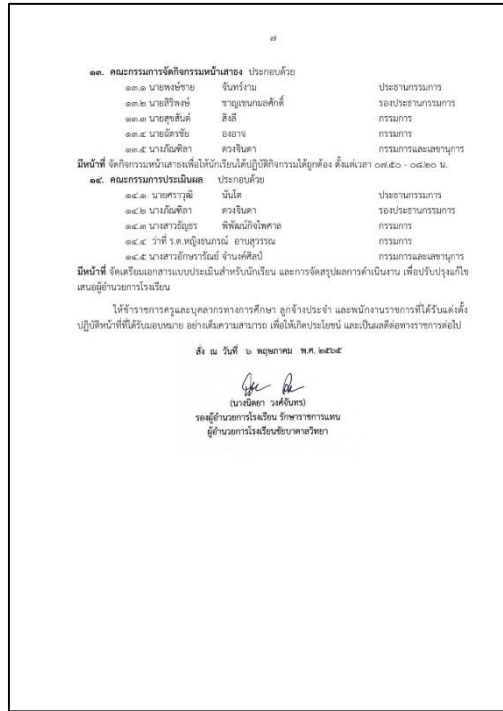 ๗
๑๓. คณะกรรมการจัดกิจกรรมหน้าเสาธง ประกอบด้วย
๑๓.๑ นายพงษ์ชาย จันทร์งาม ประธานกรรมการ
๑๓.๒ นายสิริพงษ์ ชาญเชนกมลศักดิ์ รองประธานกรรมการ
๑๓.๓ นายสุขสันต์ สิงลี กรรมการ
๑๓.๔ นายฉัตรชัย องอาจ กรรมการ
๑๓.๕ นางภัณฑิลา ดวงจินดา กรรมการและเลขานุการ
มีหน้าที่ จัดกิจกรรมหน้าเสาธงเพื่อให้นักเรียนได้ปฏิบัติกิจกรรมได้ถูกต้อง ตั้งแต่เวลา ๐๗.๕๐ - ๐๘.๒๐ น.
๑๔. คณะกรรมการประเมินผล ประกอบด้วย
๑๔.๑ นายศราวุฒิ นันโต ประธานกรรมการ
๑๔.๒ นางภัณฑิลา ดวงจินดา รองประธานกรรมการ
๑๔.๓ นางสาวธัญธร พิพัฒน์กิจไพศาล กรรมการ
๑๔.๔ ว่าที่ ร.ต.หญิงธนภรณ์ อาบสุวรรณ กรรมการ
๑๔.๕ นางสาวอักษรารัณย์ จำนงค์ศิลป์ กรรมการและเลขานุการ
มีหน้าที่ จัดเตรียมเอกสารแบบประเมินสำหรับนักเรียน และการจัดสรุปผลการดำเนินงาน เพื่อปรับปรุงแก้ไข
เสนอผู้อำนวยการโรงเรียน
ให้ข้าราชการครูและบุคลากรทางการศึกษา ลูกจ้างประจำ และพนักงานราชการที่ได้รับแต่งตั้ง
ปฏิบัติหน้าที่ที่ได้รับมอบหมาย อย่างเต็มความสามารถ เพื่อให้เกิดประโยชน์ และเป็นผลดีต่อทางราชการต่อไป
สั่ง ณ วันที่ ๖ พฤษภาคม พ.ศ. ๒๕๖๕
(นางนิตยา วงศ์จันทร)
รองผู้อำนวยการโรงเรียน รักษาราชการแทน
ผู้อำนวยการโรงเรียนชัยบาดาลวิทยา